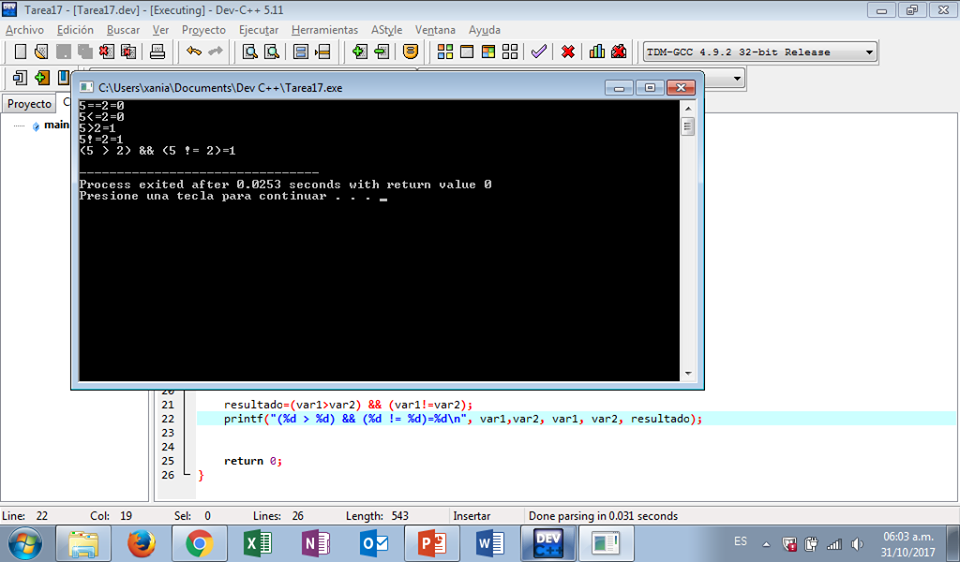 Tarea17 - [Tarea17.dev] - [Executing] - Dev-C++ 5.11
Archivo Edición Buscar Ver Proyecto Ejecutar Herramientas AStyle Ventana Ayuda
TDM-GCC 4.9.2 32-bit Release
C:\Users\xania\Documents\Dev C++\Tarea17.exe
Proyecto C
main
5==2=0
5<=2=0
5>2=1
5!=2=1
(5 > 2) && (5 != 2)=1
--------------------------------
Process exited after 0.0253 seconds with return value 0
Presione una tecla para continuar . . . _
20
21 resultado=(var1>var2) && (var1!=var2);
22 printf("(%d > %d) && (%d != %d)=%d\n", var1,var2, var1, var2, resultado);
23
24
25 return 0;
26 }
Line: 22 Col: 19 Sel: 0 Lines: 26 Length: 543 Insertar Done parsing in 0.031 seconds
DEV C++
ES
06:03 a.m.
31/10/2017